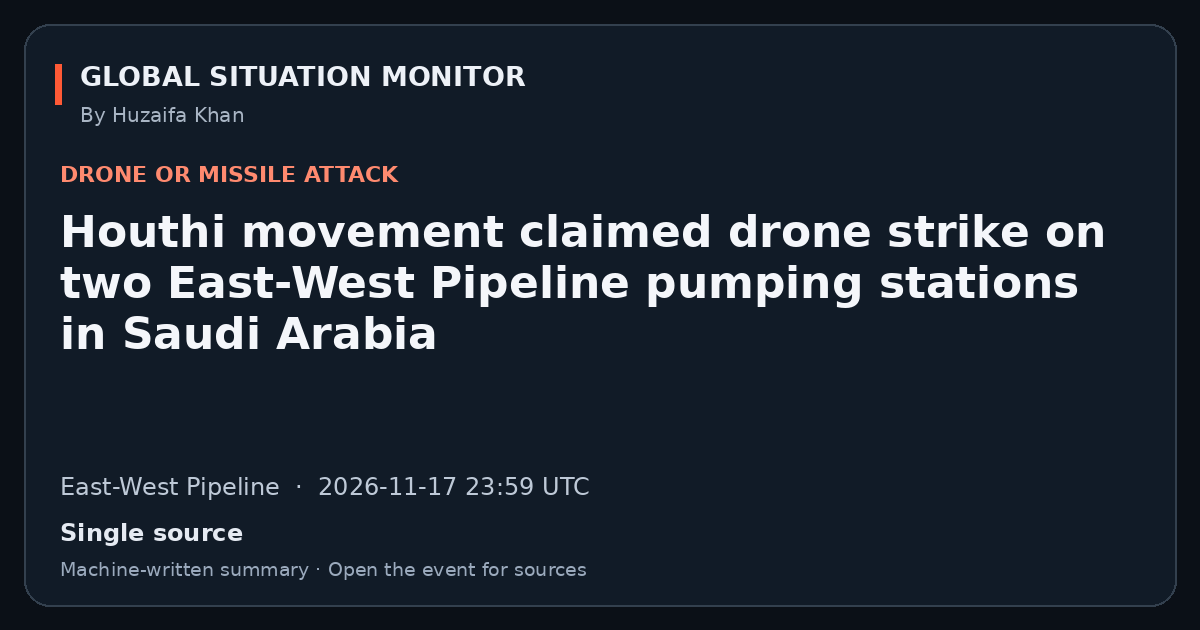 GLOBAL SITUATION MONITOR
By Huzaifa Khan
DRONE OR MISSILE ATTACK
Houthi movement claimed drone strike on
two East-West Pipeline pumping stations
in Saudi Arabia
East-West Pipeline · 2026-11-17 23:59 UTC
Single source
Machine-written summary · Open the event for sources